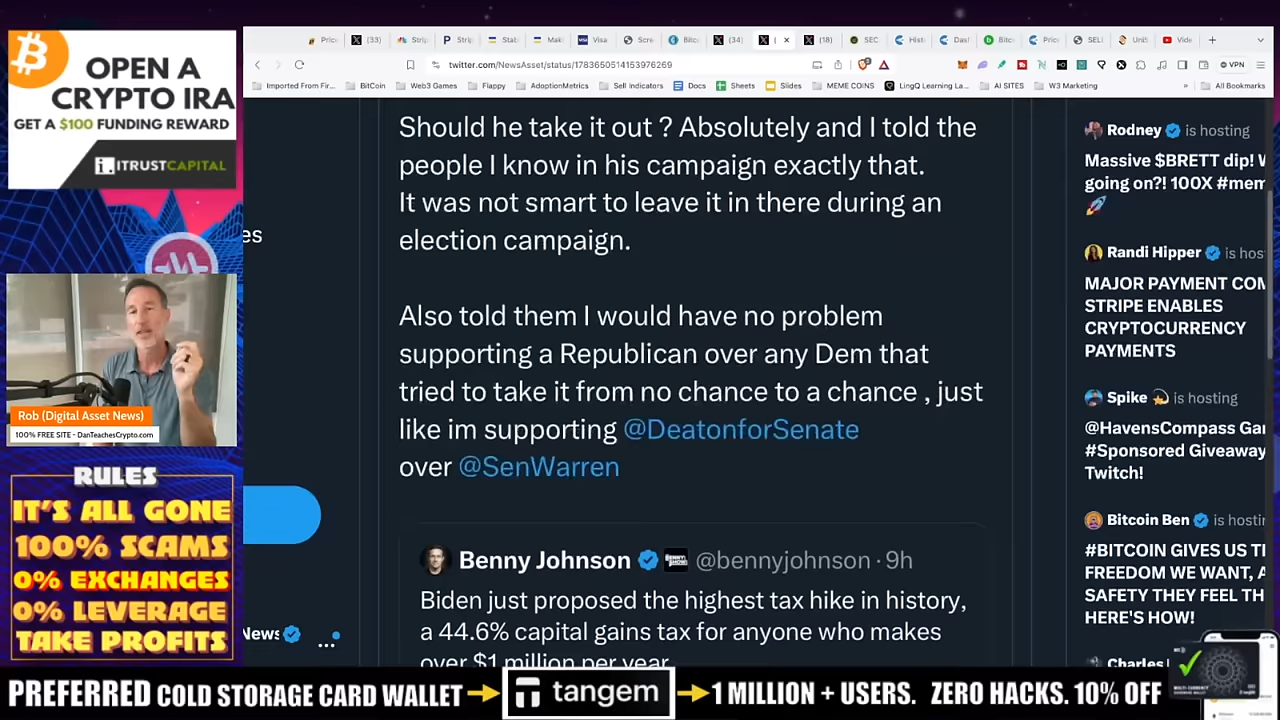 OPEN A
CRYPTO IRA
GET A $100 FUNDING REWARD
ITRUSTCAPITAL
Rob (Digital Asset News)
100% FREE SITE - DanTeachesCrypto.com
RULES
IT'S ALL GONE
100% SCAMS
0% EXCHANGES
0% LEVERAGE
TAKE PROFITS
Price
(33)
Strip
Strip
Stab
Maki
Visa
Scre
Bitc
(34)
(
(18)
SEC
Hist
Das
Bitc
Price
SEL
UniS
Vide
twitter.com/NewsAsset/status/1783650514153976269
VPN
Imported From Fir...
BitCoin
Web3 Games
Flappy
AdoptionMetrics
Sell Indicators
Docs
Sheets
Slides
MEME COINS
LingQ Learning La...
AI SITES
W3 Marketing
»
All Bookmarks
es
News
...
Should he take it out ? Absolutely and I told the
people I know in his campaign exactly that.
It was not smart to leave it in there during an
election campaign.
Also told them I would have no problem
supporting a Republican over any Dem that
tried to take it from no chance to a chance , just
like im supporting @DeatonforSenate
over @SenWarren
Benny Johnson @bennyjohnson · 9h
Biden just proposed the highest tax hike in history,
a 44.6% capital gains tax for anyone who makes
over $1 million per year
Rodney is hosting
Massive $BRETT dip! W
going on?! 100X #mem
Randi Hipper is hos
MAJOR PAYMENT COM
STRIPE ENABLES
CRYPTOCURRENCY
PAYMENTS
Spike is hosting
@HavensCompass Gar
#Sponsored Giveaway
Twitch!
Bitcoin Ben is hostin
#BITCOIN GIVES US TH
FREEDOM WE WANT, A
SAFETY THEY FEEL TH
HERE'S HOW!
Charles
PREFERRED COLD STORAGE CARD WALLET tangem 1 MILLION + USERS. ZERO HACKS. 10% OFF